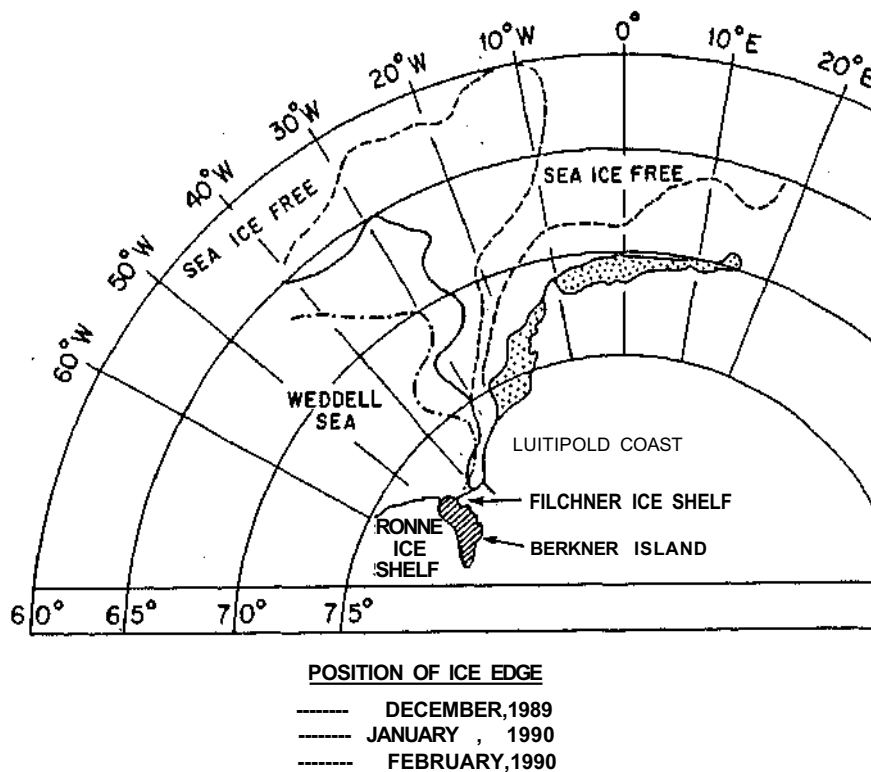 60°W
50°W
40°W
30°W
20°W
10°W
0°
10°E
20°E
SEA ICE FREE
SEA ICE FREE
WEDDELL
SEA
LUITIPOLD COAST
FILCHNER ICE SHELF
RONNE
ICE
SHELF
BERKNER ISLAND
60° 65° 70° 75°
POSITION OF ICE EDGE
-------- DECEMBER,1989
-------- JANUARY , 1990
-------- FEBRUARY,1990